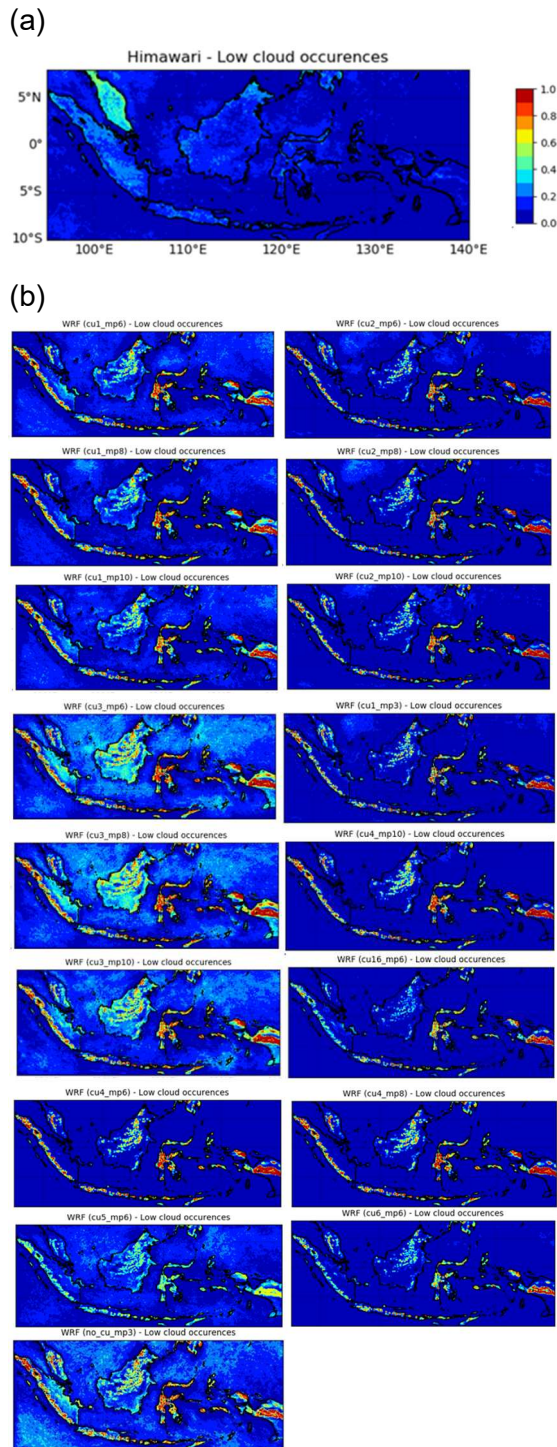 (a)
Himawari - Low cloud occurences
5°N
0°
5°S
10°S
100°E 110°E 120°E 130°E 140°E
1.0
0.8
0.6
0.4
0.2
0.0
(b)
WRF (cu1_mp6) - Low cloud occurences
WRF (cu2_mp6) - Low cloud occurences
WRF (cu1_mp8) - Low cloud occurences
WRF (cu2_mp8) - Low cloud occurences
WRF (cu1_mp10) - Low cloud occurences
WRF (cu2_mp10) - Low cloud occurences
WRF (cu3_mp6) - Low cloud occurences
WRF (cu1_mp3) - Low cloud occurences
WRF (cu3_mp8) - Low cloud occurences
WRF (cu4_mp10) - Low cloud occurences
WRF (cu3_mp10) - Low cloud occurences
WRF (cu16_mp6) - Low cloud occurences
WRF (cu4_mp6) - Low cloud occurences
WRF (cu4_mp8) - Low cloud occurences
WRF (cu5_mp6) - Low cloud occurences
WRF (cu6_mp6) - Low cloud occurences
WRF (no_cu_mp3) - Low cloud occurences